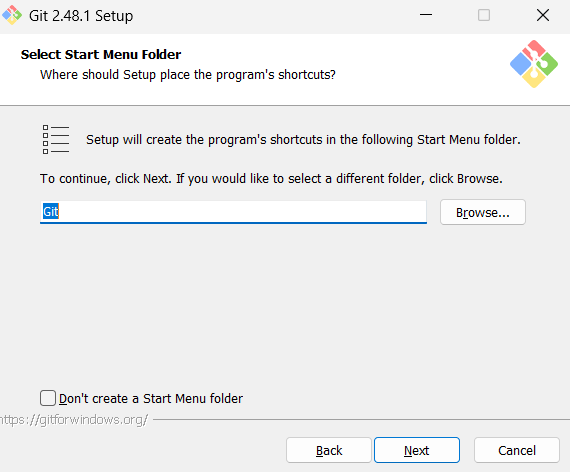 Git 2.48.1 Setup
Select Start Menu Folder
Where should Setup place the program's shortcuts?
Setup will create the program's shortcuts in the following Start Menu folder.
To continue, click Next. If you would like to select a different folder, click Browse.
Git
Browse...
Don't create a Start Menu folder
https://gitforwindows.org/
Back
Next
Cancel